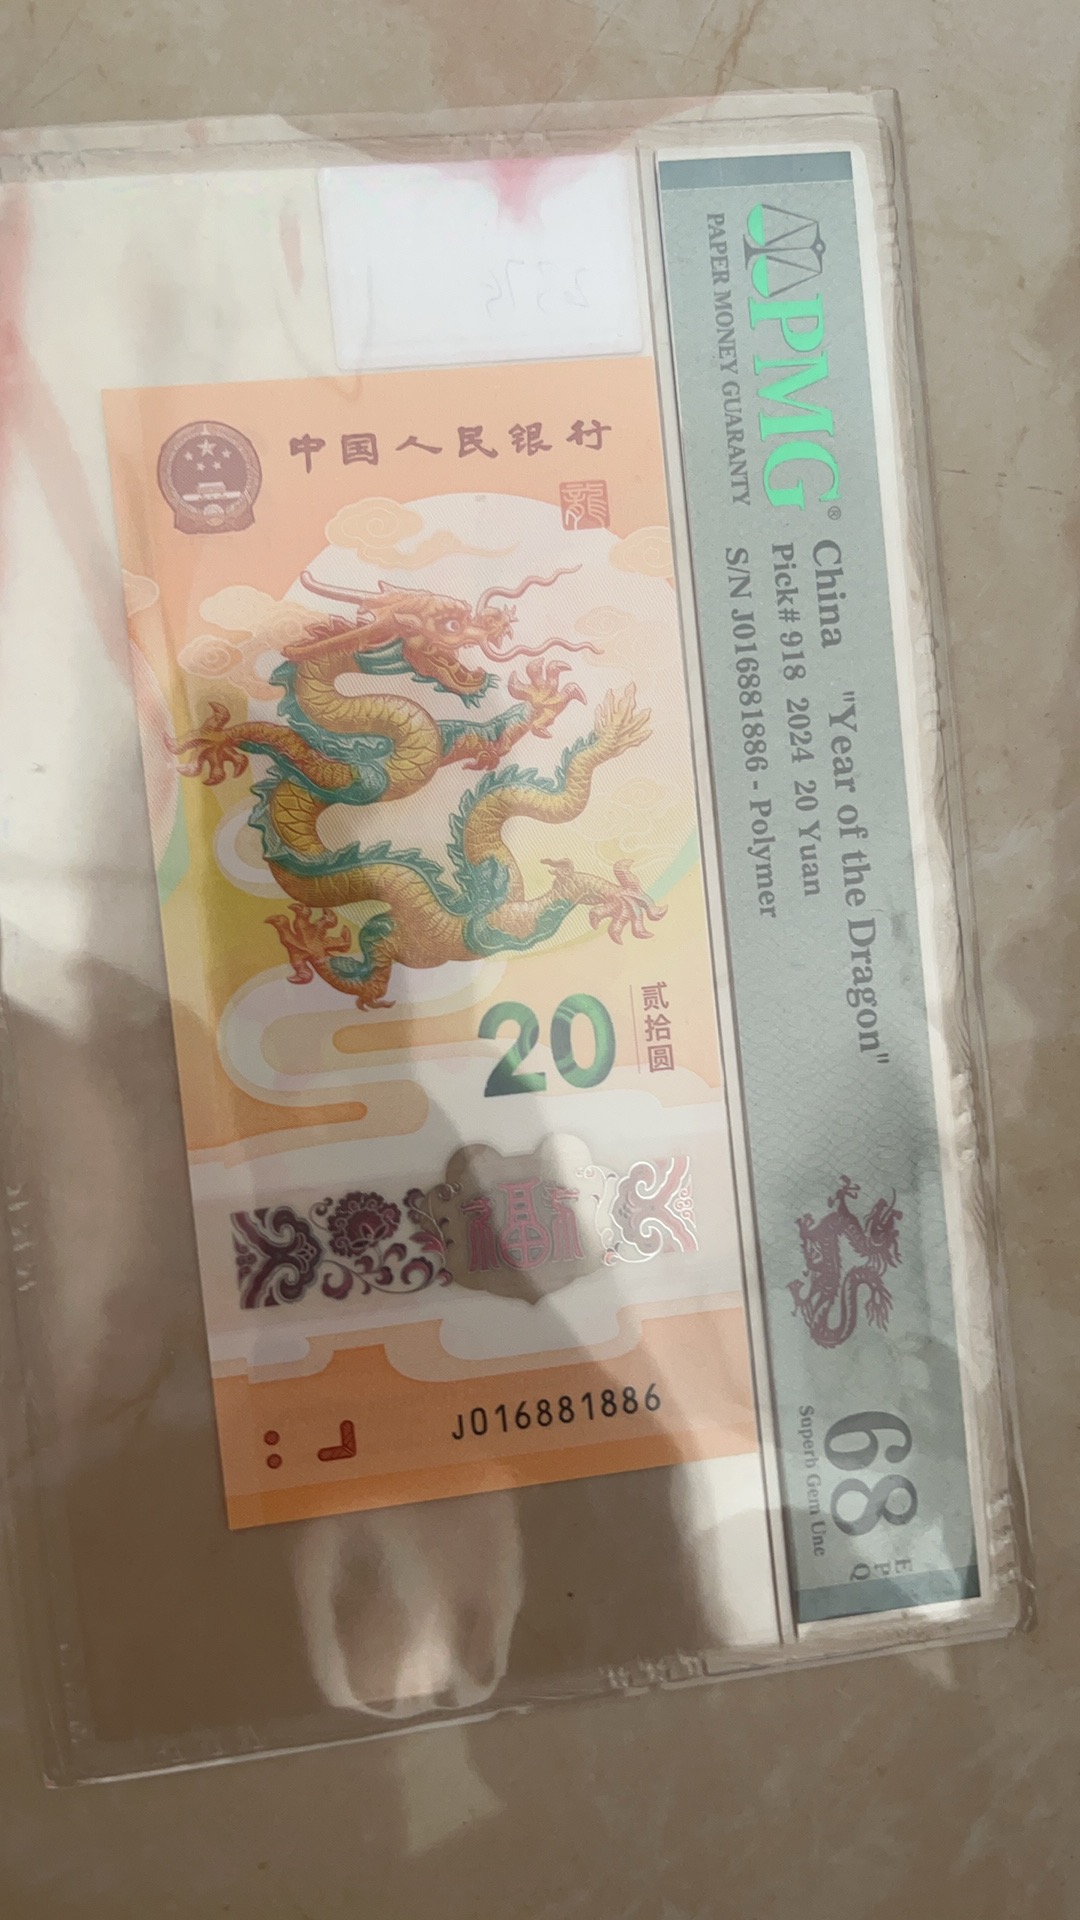 PMG®
PAPER MONEY GUARANTY
China "Year of the Dragon"
Pick# 918 2024 20 Yuan
S/N J016881886 - Polymer
68 EPQ
Superb Gem Unc
中国人民银行
龍
20
贰拾圆
福
J016881886